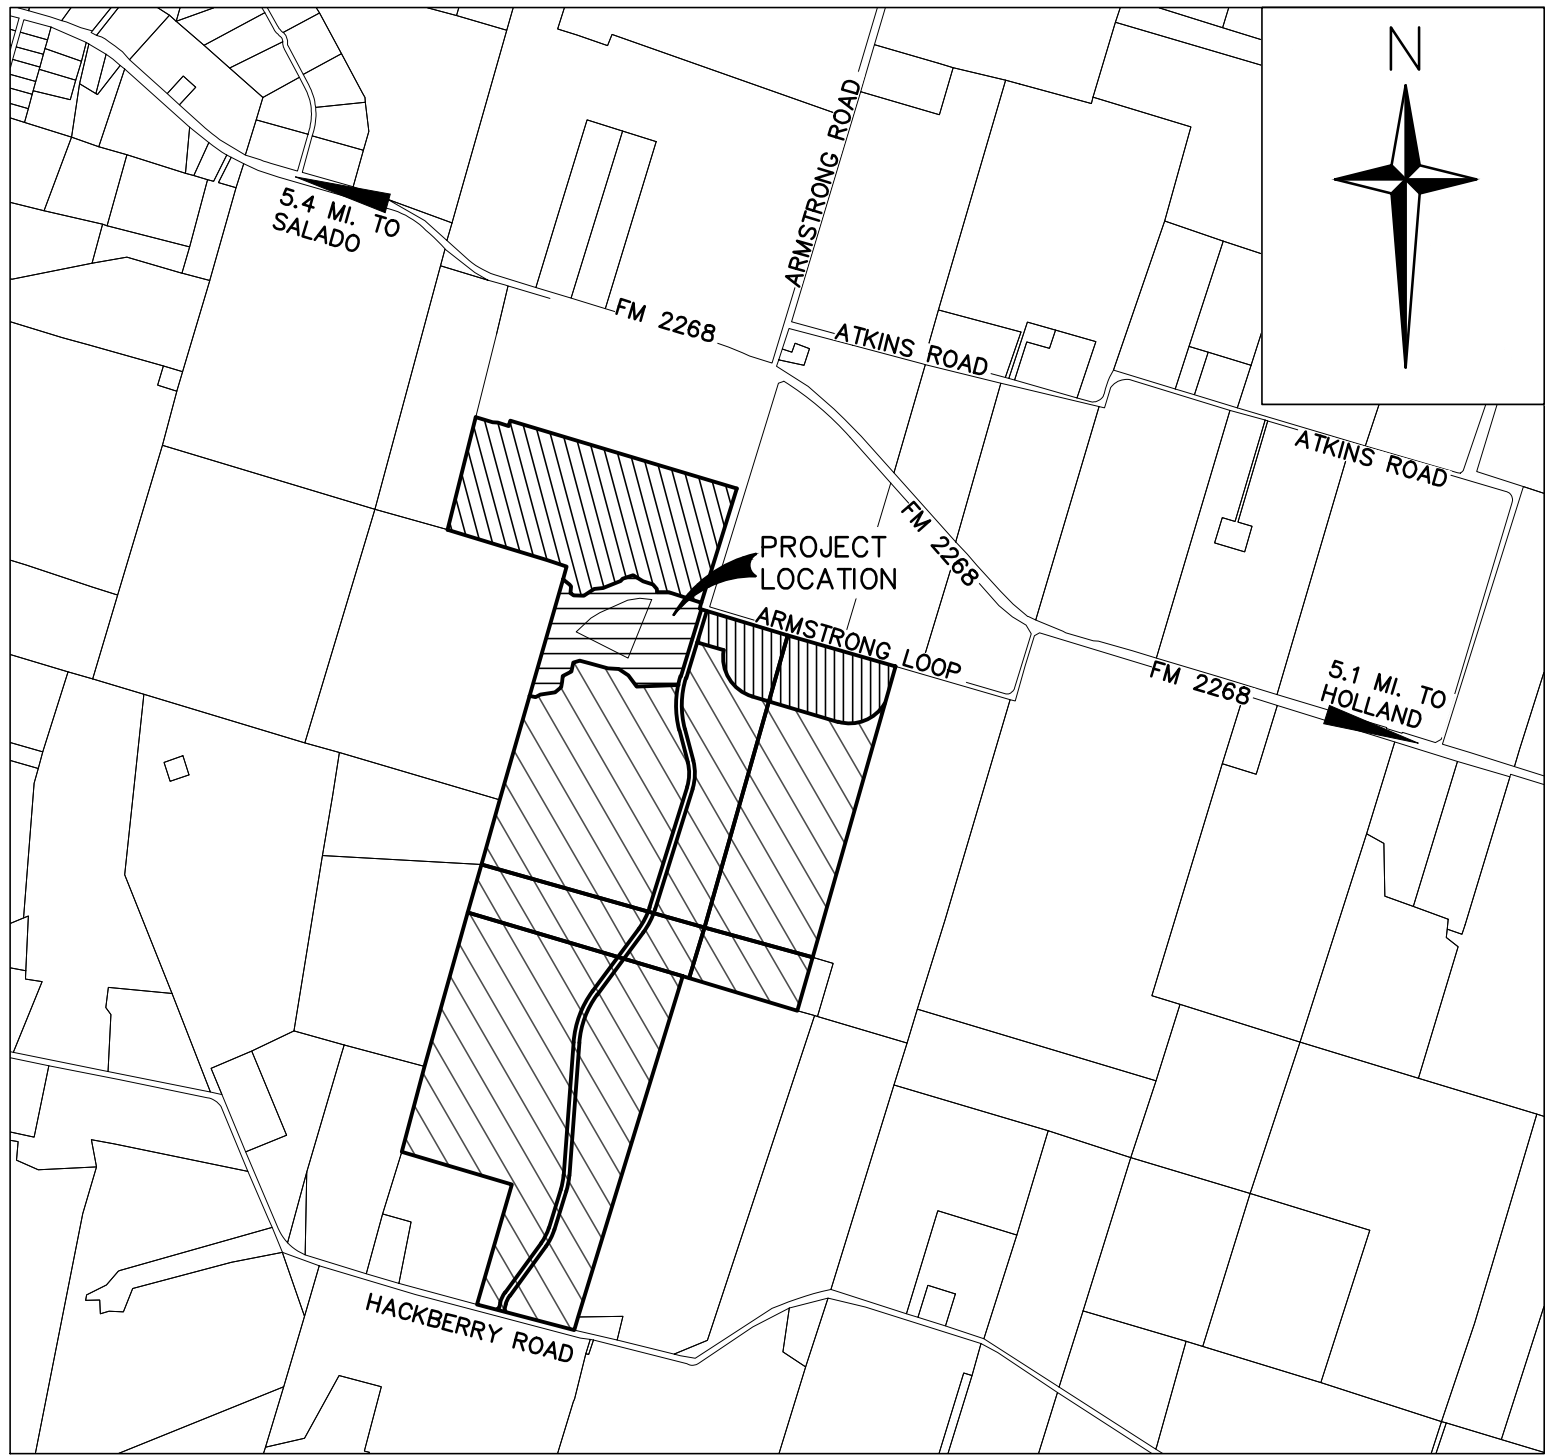 N
ARMSTRONG ROAD
5.4 MI. TO
SALADO
FM 2268
ATKINS ROAD
ATKINS ROAD
FM 2268
PROJECT
LOCATION
ARMSTRONG LOOP
FM 2268
5.1 MI. TO
HOLLAND
HACKBERRY ROAD